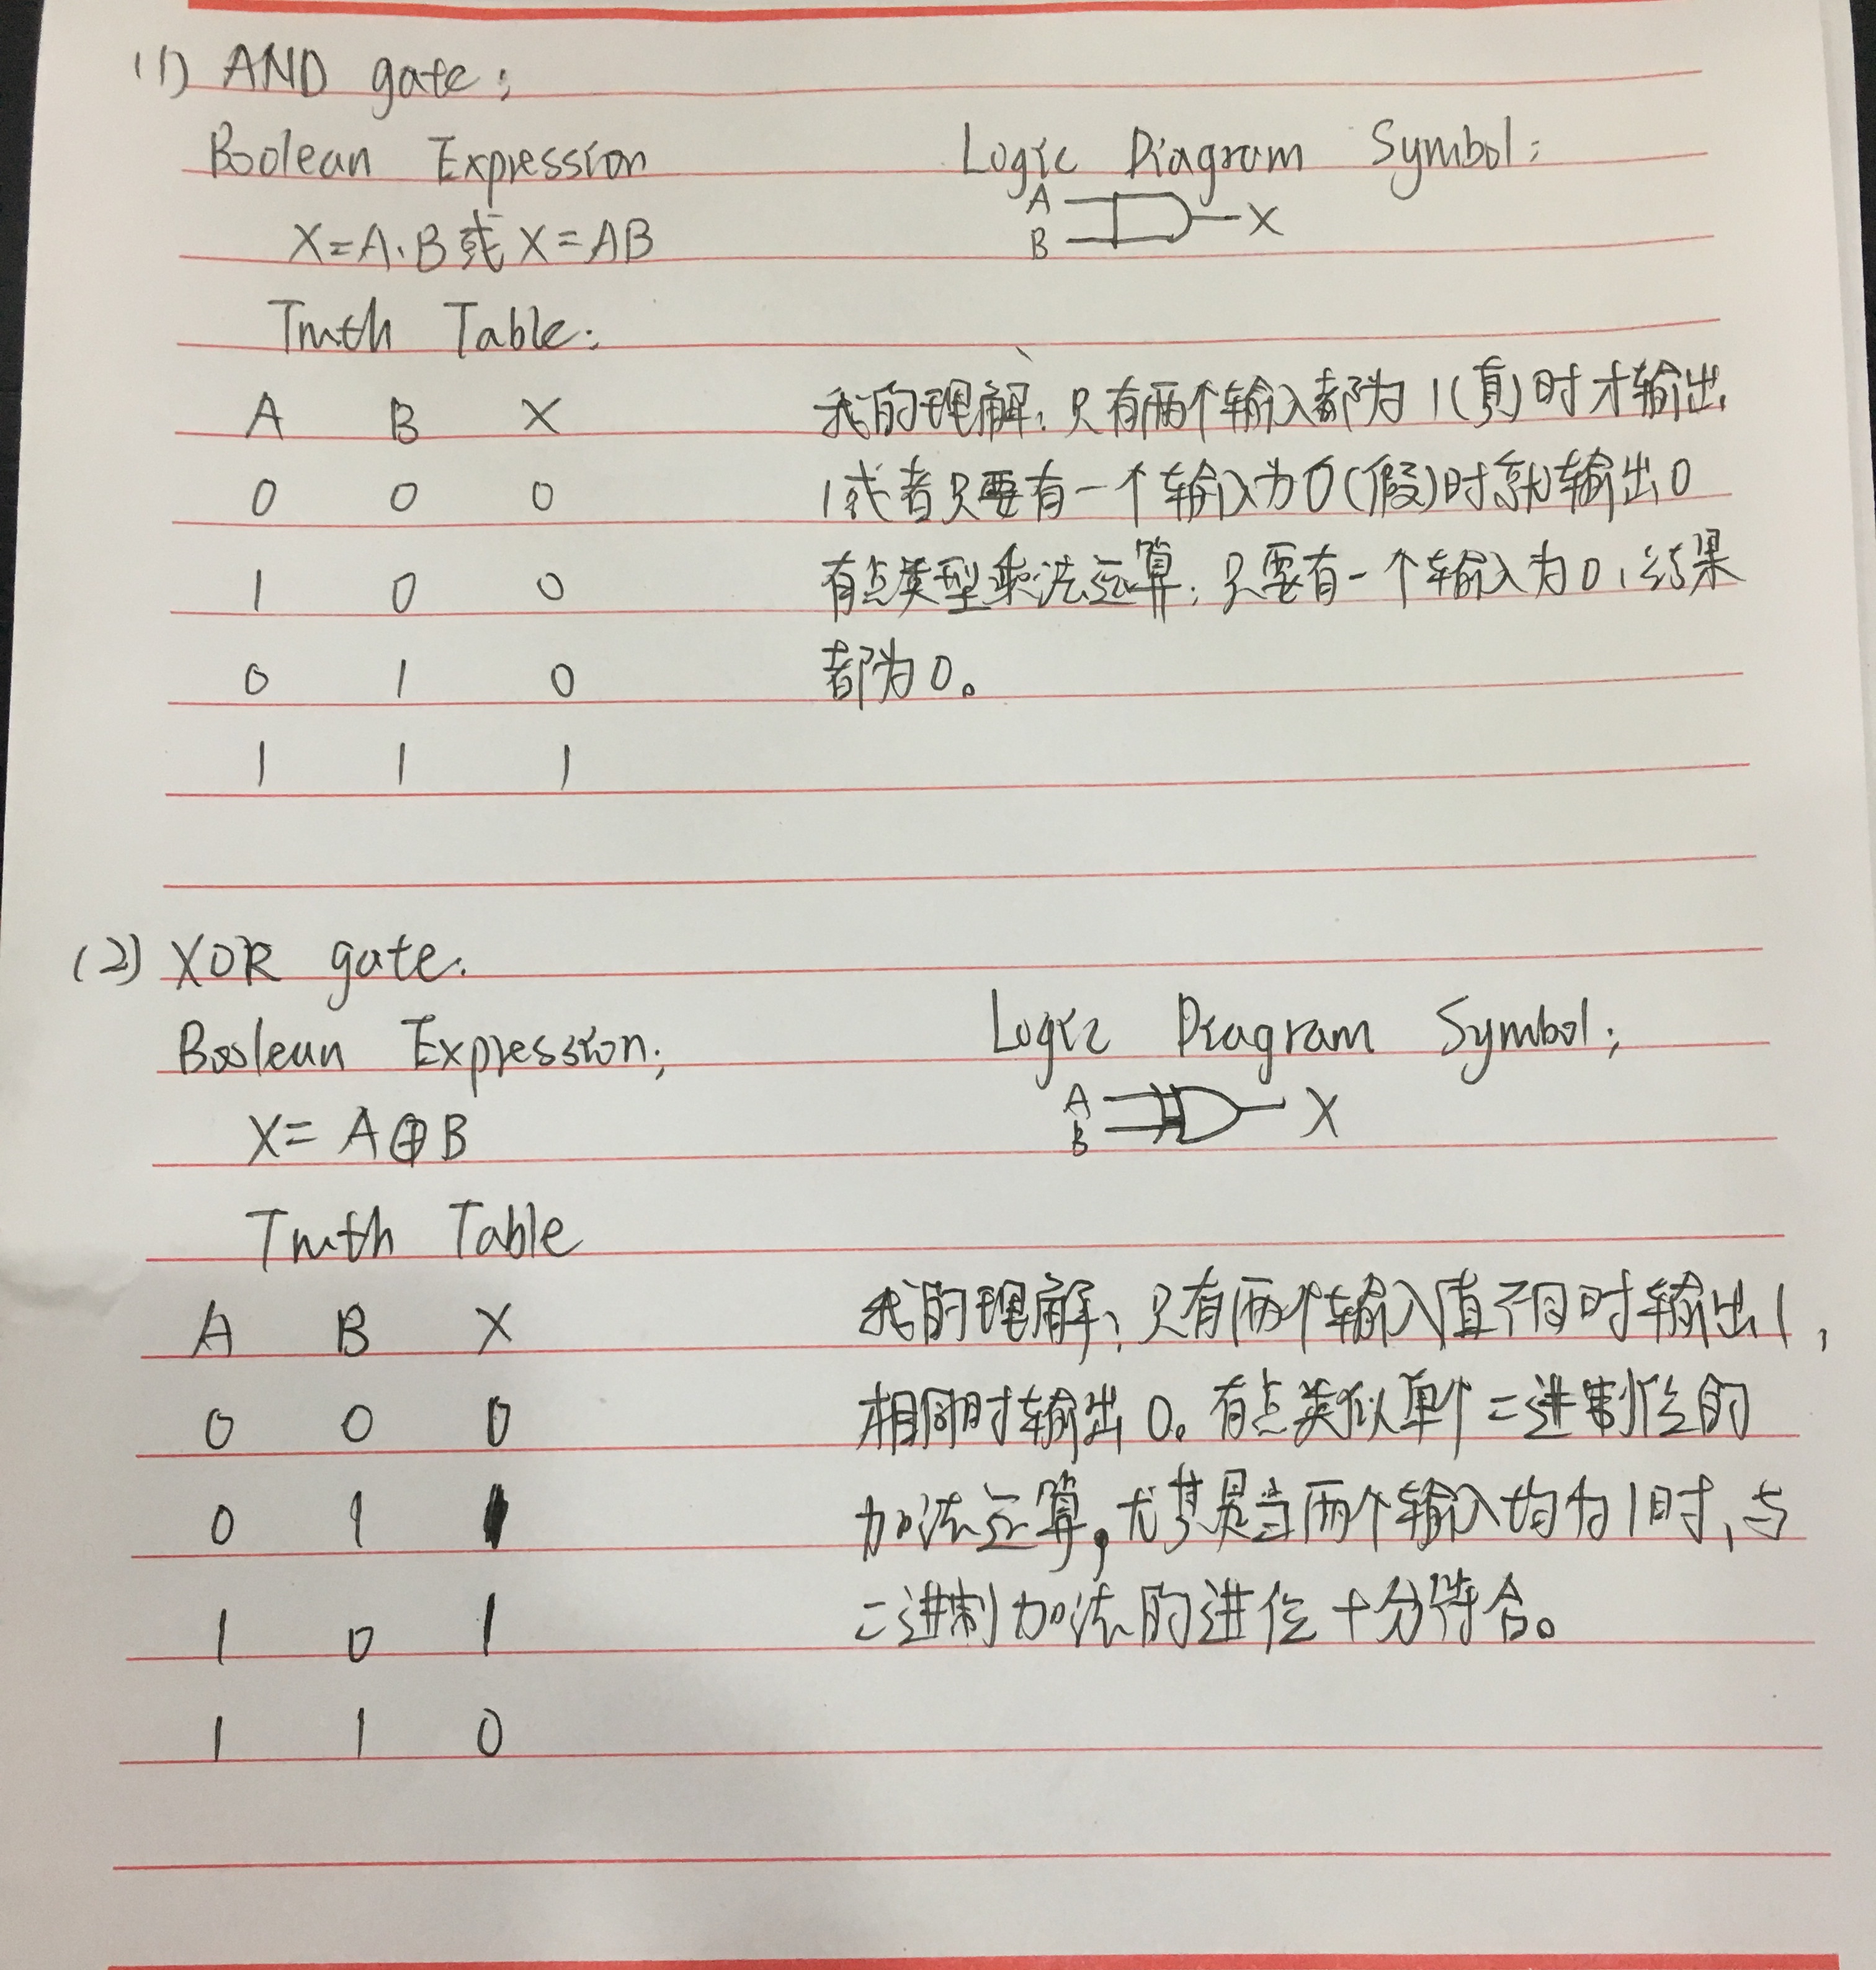 (1) AND gate:
Boolean Expression
Logic Diagram Symbol:
X=A·B或 X=AB
A
B
X
Truth Table:
A B X
0 0 0
1 0 0
0 1 0
1 1 1
我的理解:只有两个输入都为1(真)时才输出
1或者只要有一个输入为0(假)时就输出0
有点类型乘法运算:只要有一个输入为0,结果
都为0。
(2) XOR gate.
Boolean Expression:
Logic Diagram Symbol:
X= A⊕B
A
B
X
Truth Table
A B X
0 0 0
0 1 1
1 0 1
1 1 0
我的理解:只有两个输入值不同时输出1,
相同时输出0。有点类似单个二进制位的
加法运算,尤其是当两个输入均为1时,与
二进制加法的进位十分符合。